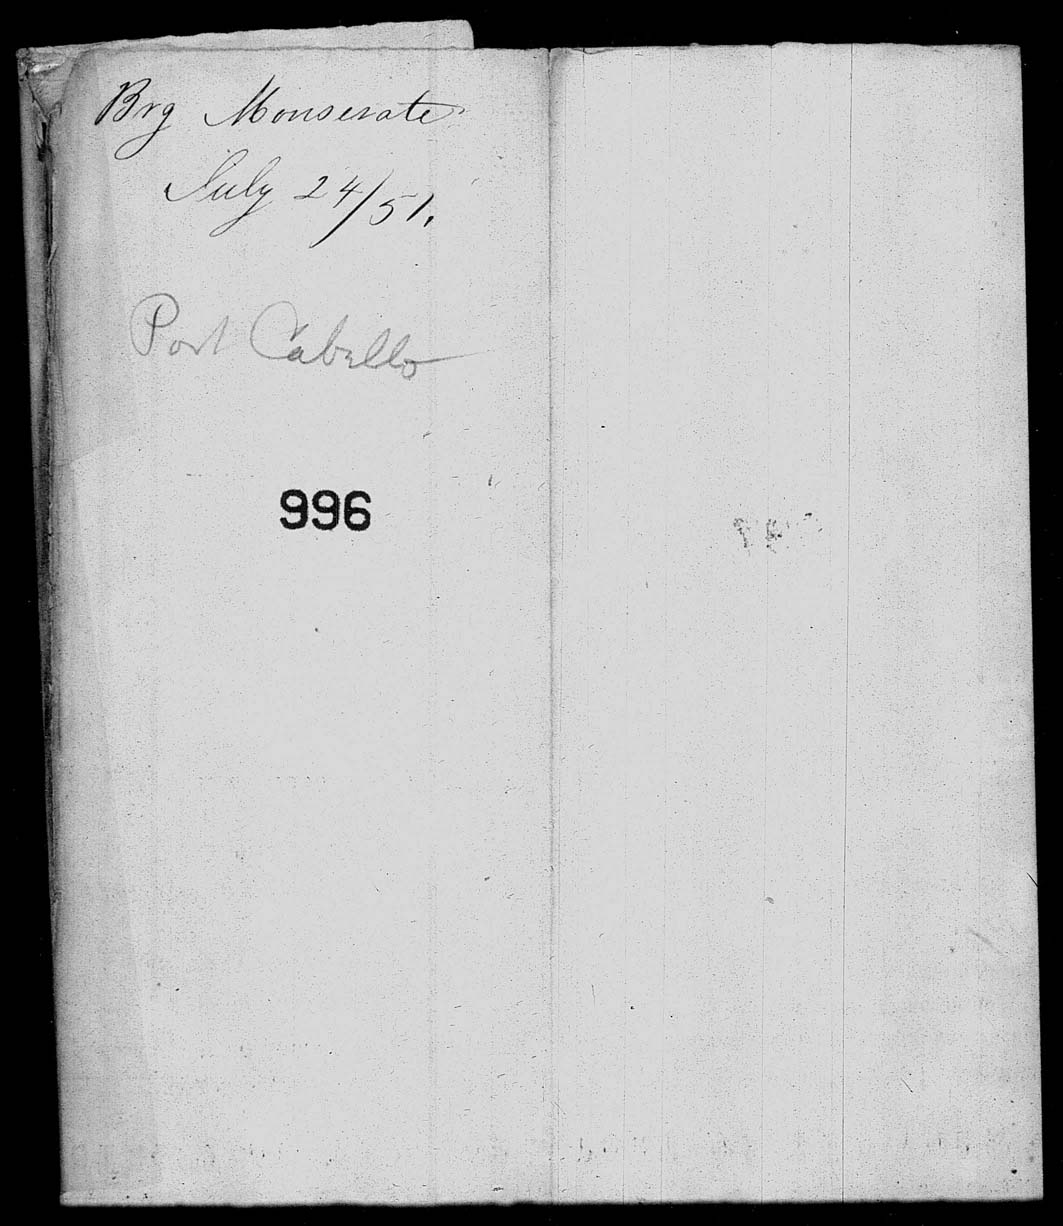 Brg Monserate
July 24/51.
Port Cabello
996